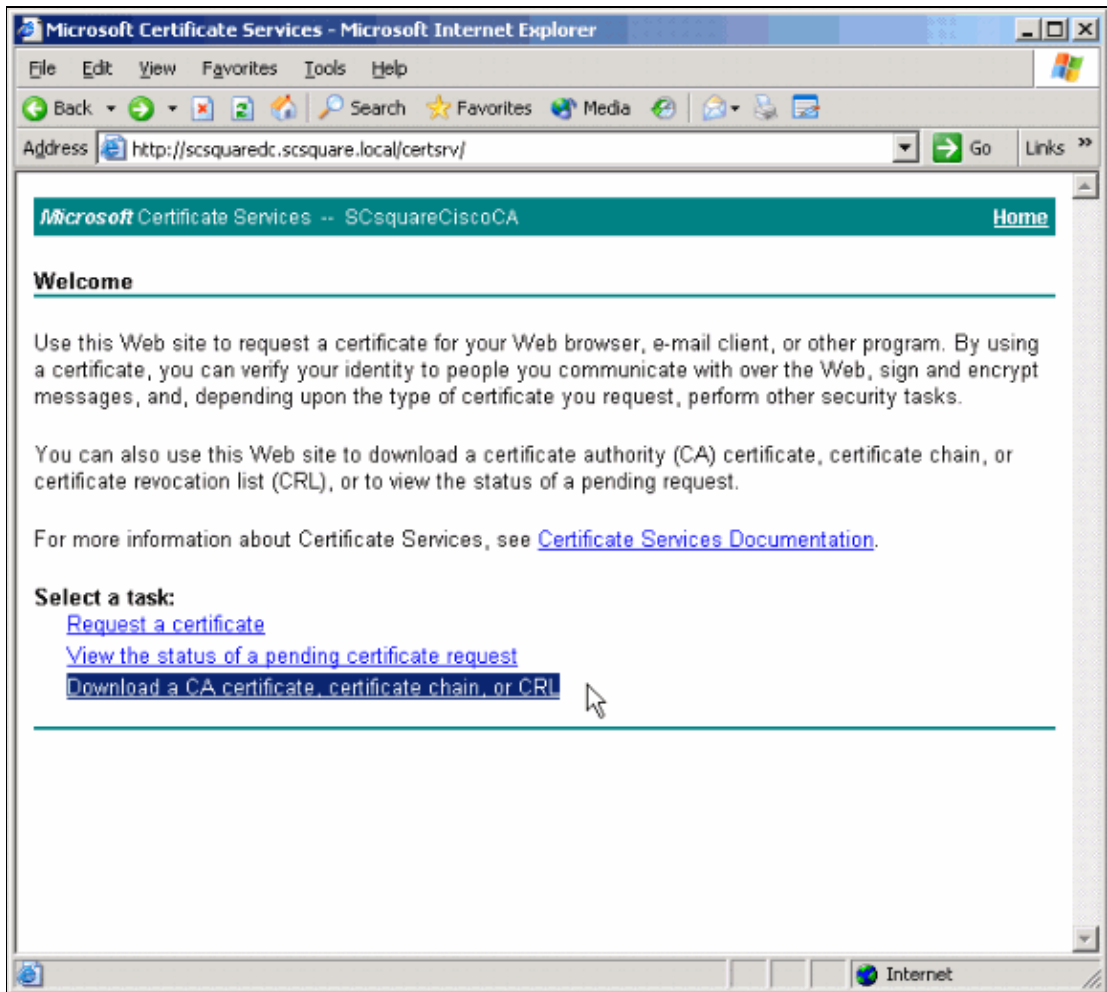 Microsoft Certificate Services - Microsoft Internet Explorer
File Edit View Favorites Tools Help
Back Search Favorites Media
Address http://scsquaredc.scsquare.local/certsrv/ Go Links »
Microsoft Certificate Services -- SCsquareCiscoCA Home
Welcome
Use this Web site to request a certificate for your Web browser, e-mail client, or other program. By using
a certificate, you can verify your identity to people you communicate with over the Web, sign and encrypt
messages, and, depending upon the type of certificate you request, perform other security tasks.
You can also use this Web site to download a certificate authority (CA) certificate, certificate chain, or
certificate revocation list (CRL), or to view the status of a pending request.
For more information about Certificate Services, see Certificate Services Documentation.
Select a task:
Request a certificate
View the status of a pending certificate request
Download a CA certificate, certificate chain, or CRL
Internet